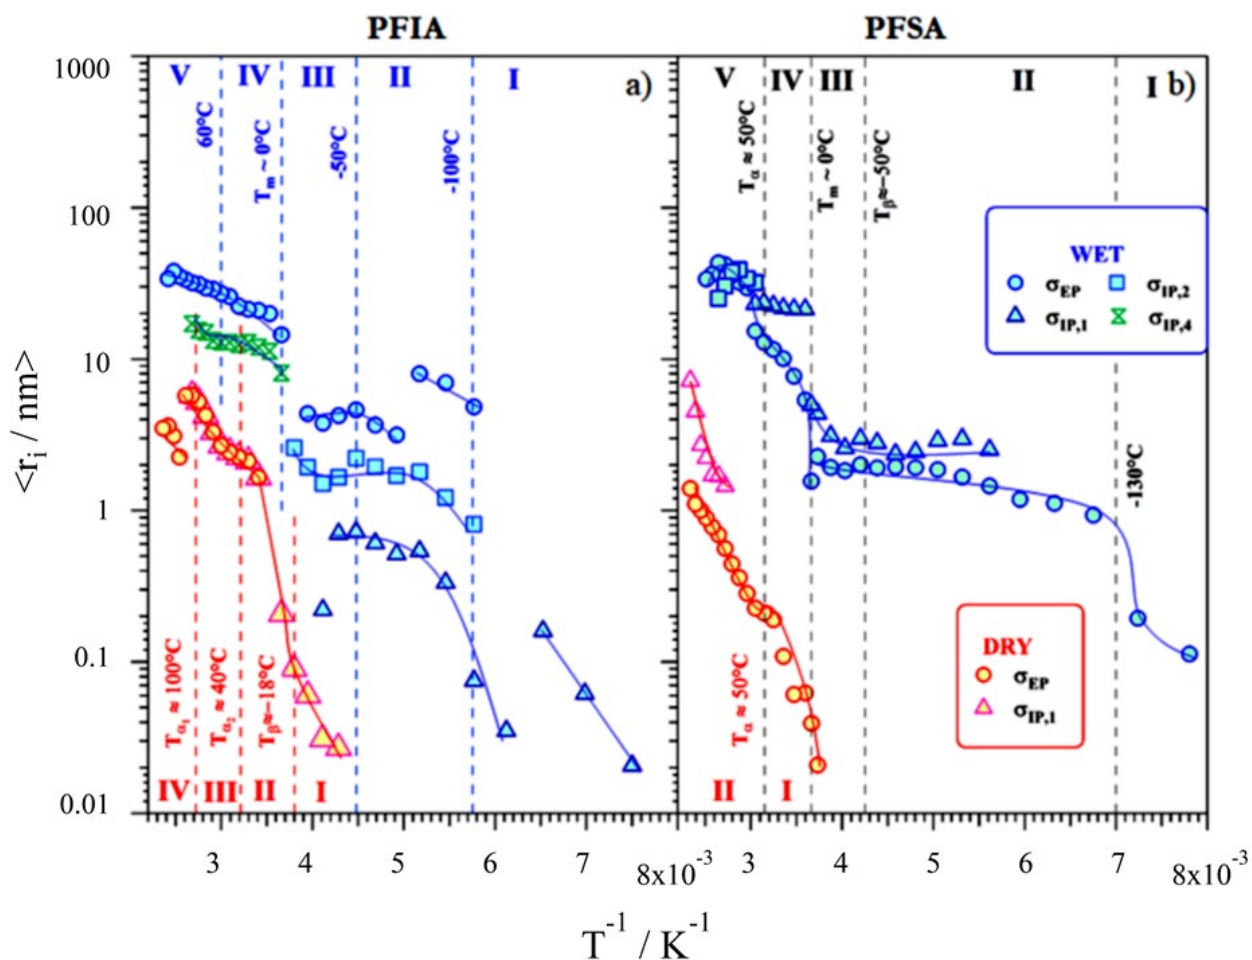 PFIA
PFSA
V
IV
III
II
I
a)
V
IV
III
II
I
b)
60°C
Tm ~ 0°C
-50°C
-100°C
Tα ≈ 50°C
Tm ~ 0°C
Tβ≈-50°C
-130°C
1000
100
10
1
0.1
0.01
<ri / nm>
WET
σEP
σIP,2
σIP,1
σIP,4
DRY
σEP
σIP,1
Tα1 ≈ 100°C
Tα2 ≈ 40°C
Tβ≈-18°C
Tα ≈ 50°C
IV
III
II
I
II
I
3
4
5
6
7
8x10-3
3
4
5
6
7
8x10-3
T-1 / K-1